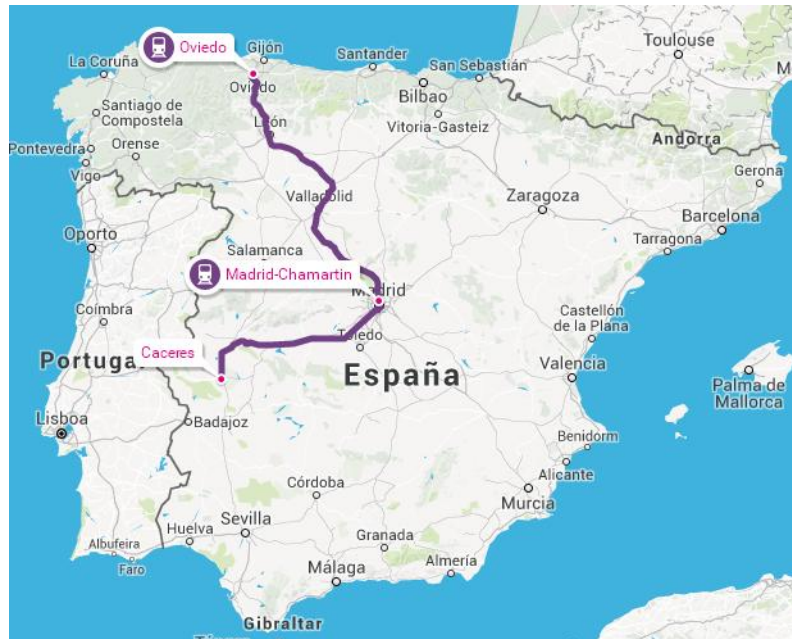 Oviedo
Gijón
La Coruña
Oviedo
Santander
San Sebastián
Toulouse
Bilbao
Santiago de
Compostela
León
Vitoria-Gasteiz
Andorra
Pontevedra
Orense
Vigo
Gerona
Valladolid
Zaragoza
Barcelona
Oporto
Tarragona
Salamanca
Madrid-Chamartin
Madrid
Coímbra
Castellón
de la Plana
Toledo
Caceres
Portugal
España
Valencia
Palma de
Mallorca
Lisboa
Badajoz
Benidorm
Alicante
Córdoba
Murcia
Huelva
Sevilla
Granada
Albufeira
Faro
Almería
Málaga
Gibraltar